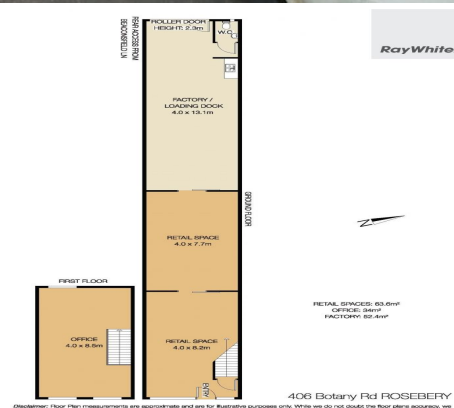 RayWhite
ROLLER DOOR
HEIGHT: 2.3m
W.C
REAR ACCESS FROM
BEACONSFIELD LN
FACTORY /
LOADING DOCK
4.0 x 13.1m
GROUND FLOOR
RETAIL SPACE
4.0 x 7.7m
N
FIRST FLOOR
OFFICE
4.0 x 8.5m
RETAIL SPACE
4.0 x 8.2m
ENTRY
RETAIL SPACES: 63.6m²
OFFICE: 34m²
FACTORY: 52.4m²
406 Botany Rd ROSEBERY
Disclaimer: Floor Plan measurements are approximate and are for illustrative purposes only. While we do not doubt the floor plans accuracy, we